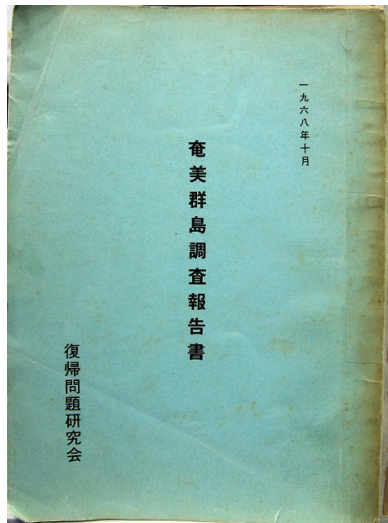 一九六八年十月
奄美群島調査報告書
復帰問題研究会